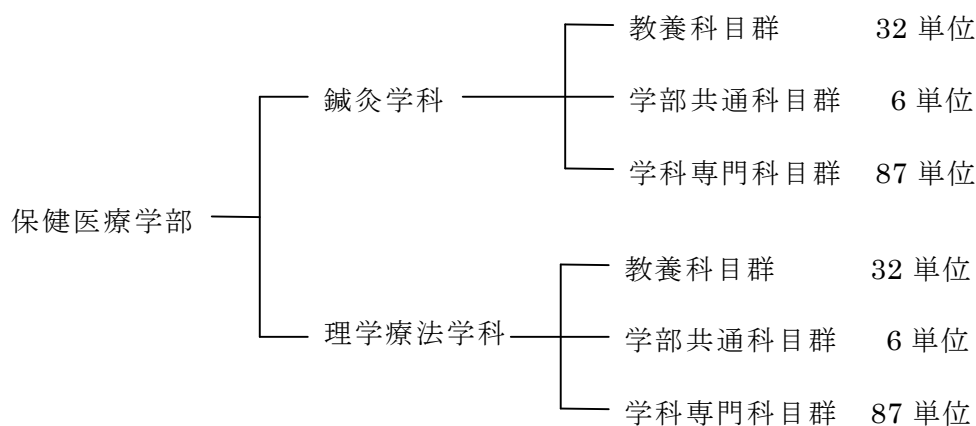 教養科目群 32 単位
鍼灸学科 学部共通科目群 6 単位
学科専門科目群 87 単位
保健医療学部
教養科目群 32 単位
理学療法学科 学部共通科目群 6 単位
学科専門科目群 87 単位